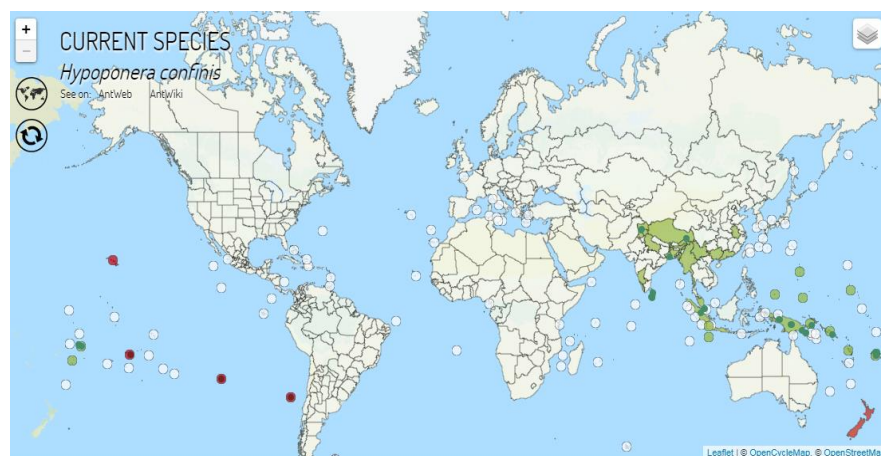 +
−
CURRENT SPECIES
Hypoponera confinis
See on: AntWeb AntWiki
Leaflet | © OpenCycleMap, © OpenStreetMa